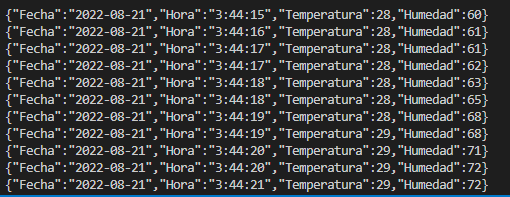 {"Fecha":"2022-08-21","Hora":"3:44:15","Temperatura":28,"Humedad":60}
{"Fecha":"2022-08-21","Hora":"3:44:16","Temperatura":28,"Humedad":61}
{"Fecha":"2022-08-21","Hora":"3:44:17","Temperatura":28,"Humedad":61}
{"Fecha":"2022-08-21","Hora":"3:44:17","Temperatura":28,"Humedad":62}
{"Fecha":"2022-08-21","Hora":"3:44:18","Temperatura":28,"Humedad":63}
{"Fecha":"2022-08-21","Hora":"3:44:18","Temperatura":28,"Humedad":65}
{"Fecha":"2022-08-21","Hora":"3:44:19","Temperatura":28,"Humedad":68}
{"Fecha":"2022-08-21","Hora":"3:44:19","Temperatura":29,"Humedad":68}
{"Fecha":"2022-08-21","Hora":"3:44:20","Temperatura":29,"Humedad":71}
{"Fecha":"2022-08-21","Hora":"3:44:20","Temperatura":29,"Humedad":72}
{"Fecha":"2022-08-21","Hora":"3:44:21","Temperatura":29,"Humedad":72}